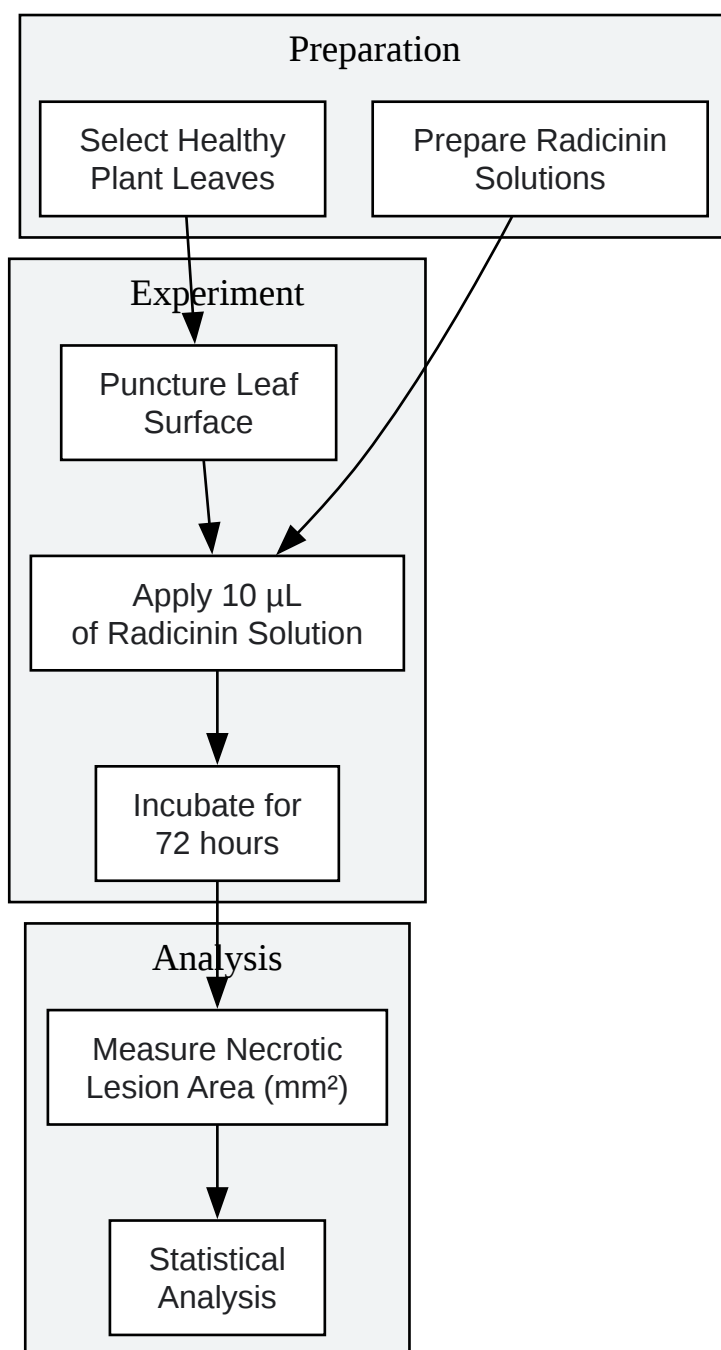 Preparation
Select Healthy
Plant Leaves
Prepare Radicinin
Solutions
Experiment
Puncture Leaf
Surface
Apply 10 µL
of Radicinin Solution
Incubate for
72 hours
Analysis
Measure Necrotic
Lesion Area (mm²)
Statistical
Analysis